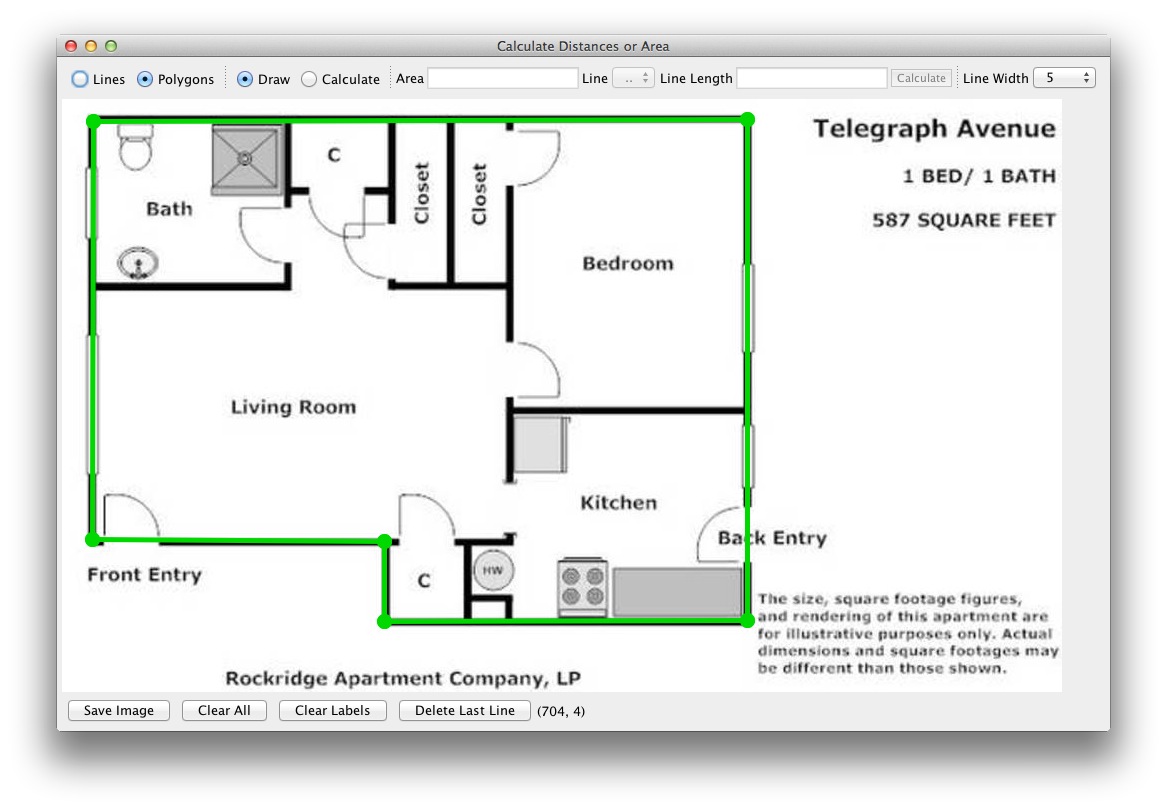 Calculate Distances or Area
Lines Polygons Draw Calculate Area Line .. Line Length Calculate Line Width 5
Telegraph Avenue
1 BED/ 1 BATH
587 SQUARE FEET
C
Closet
Closet
Bath
Bedroom
Living Room
Kitchen
Back Entry
Front Entry
C
HW
The size, square footage figures,
and rendering of this apartment are
for illustrative purposes only. Actual
dimensions and square footages may
be different than those shown.
Rockridge Apartment Company, LP
Save Image Clear All Clear Labels Delete Last Line (704, 4)